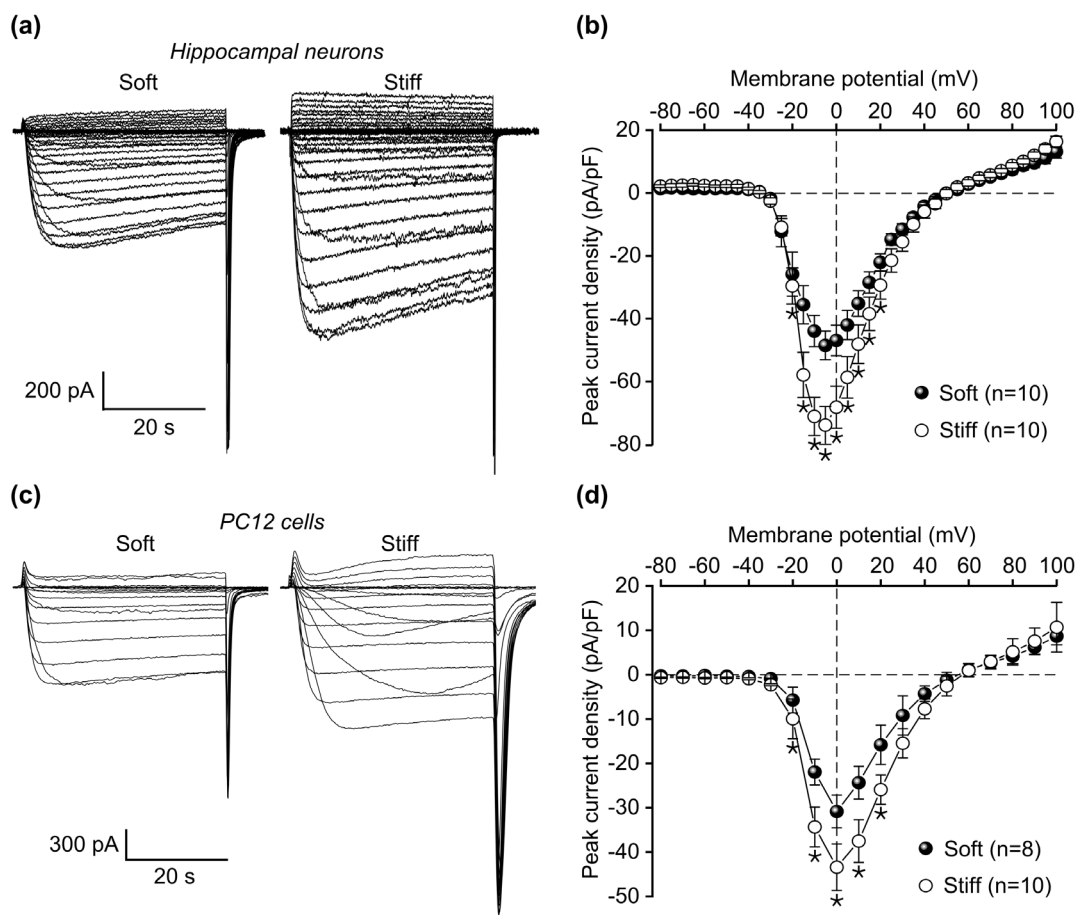 (a)
Hippocampal neurons
Soft
Stiff
200 pA
20 s
(b)
Membrane potential (mV)
-80 -60 -40 -20 0 20 40 60 80 100
20
0
-20
-40
-60
-80
Peak current density (pA/pF)
* * * * * * * * *
Soft (n=10)
Stiff (n=10)
(c)
PC12 cells
Soft
Stiff
300 pA
20 s
(d)
Membrane potential (mV)
-80 -60 -40 -20 0 20 40 60 80 100
20
10
0
-10
-20
-30
-40
-50
Peak current density (pA/pF)
* * * * *
Soft (n=8)
Stiff (n=10)